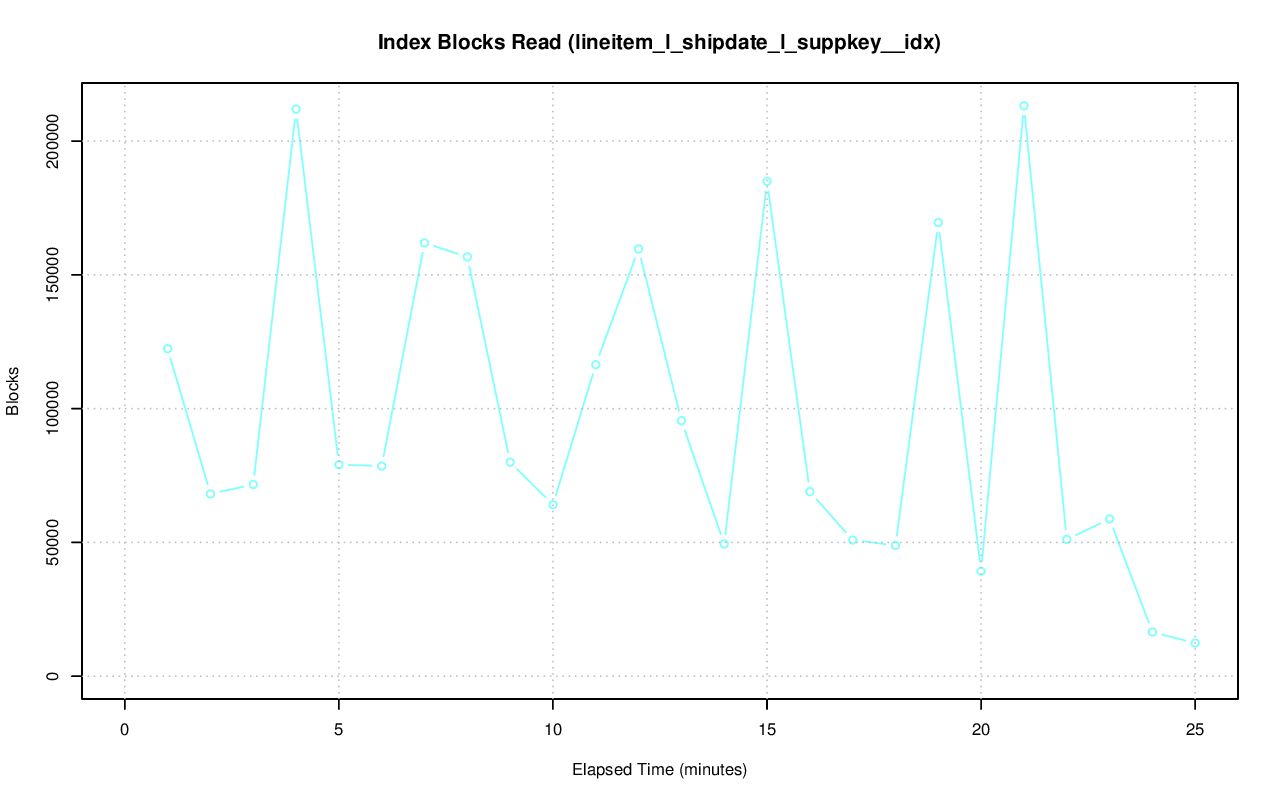 Index Blocks Read (lineitem_l_shipdate_l_suppkey__idx)
200000
150000
100000
50000
0
Blocks
0 5 10 15 20 25
Elapsed Time (minutes)